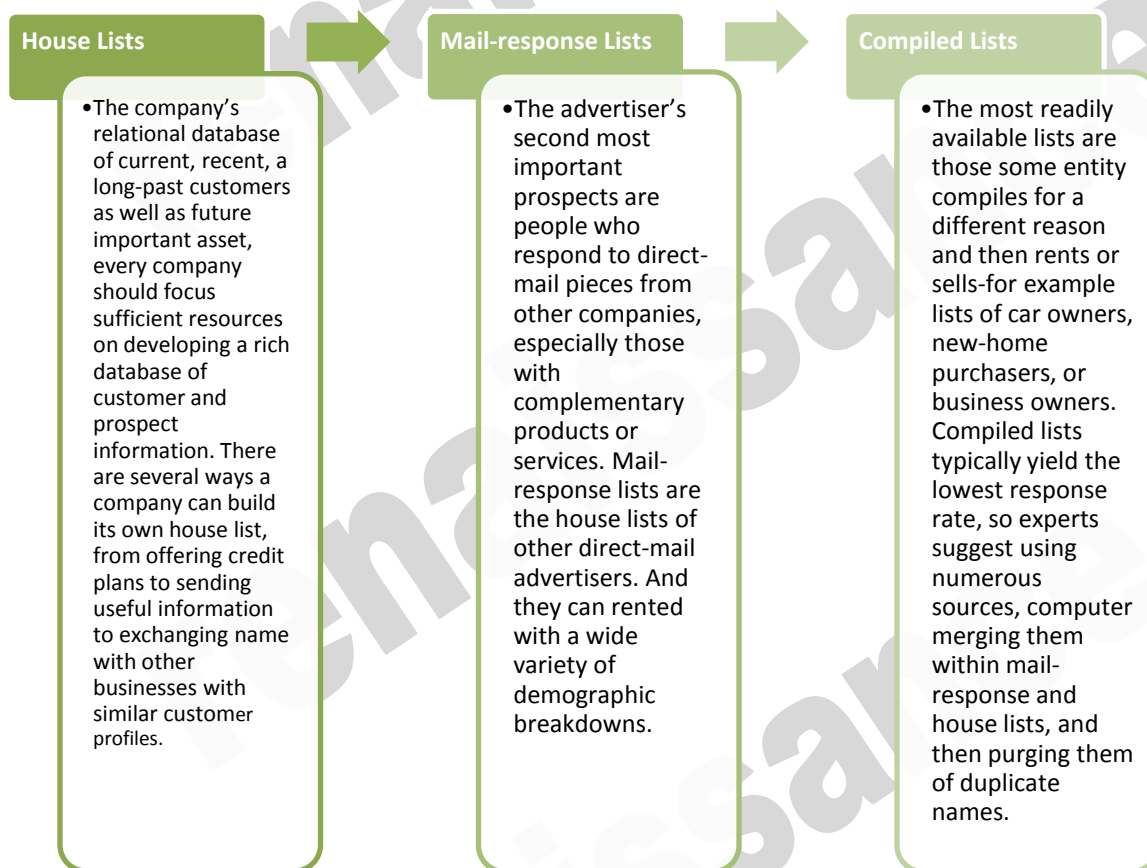 House Lists
•The company's
relational database
of current, recent, a
long-past customers
as well as future
important asset,
every company
should focus
sufficient resources
on developing a rich
database of
customer and
prospect
information. There
are several ways a
company can build
its own house list,
from offering credit
plans to sending
useful information
to exchanging name
with other
businesses with
similar customer
profiles.
Mail-response Lists
•The advertiser's
second most
important
prospects are
people who
respond to direct-
mail pieces from
other companies,
especially those
with
complementary
products or
services. Mail-
response lists are
the house lists of
other direct-mail
advertisers. And
they can rented
with a wide
variety of
demographic
breakdowns.
Compiled Lists
•The most readily
available lists are
those some entity
compiles for a
different reason
and then rents or
sells-for example
lists of car owners,
new-home
purchasers, or
business owners.
Compiled lists
typically yield the
lowest response
rate, so experts
suggest using
numerous
sources, computer
merging them
within mail-
response and
house lists, and
then purging them
of duplicate
names.
renaissance